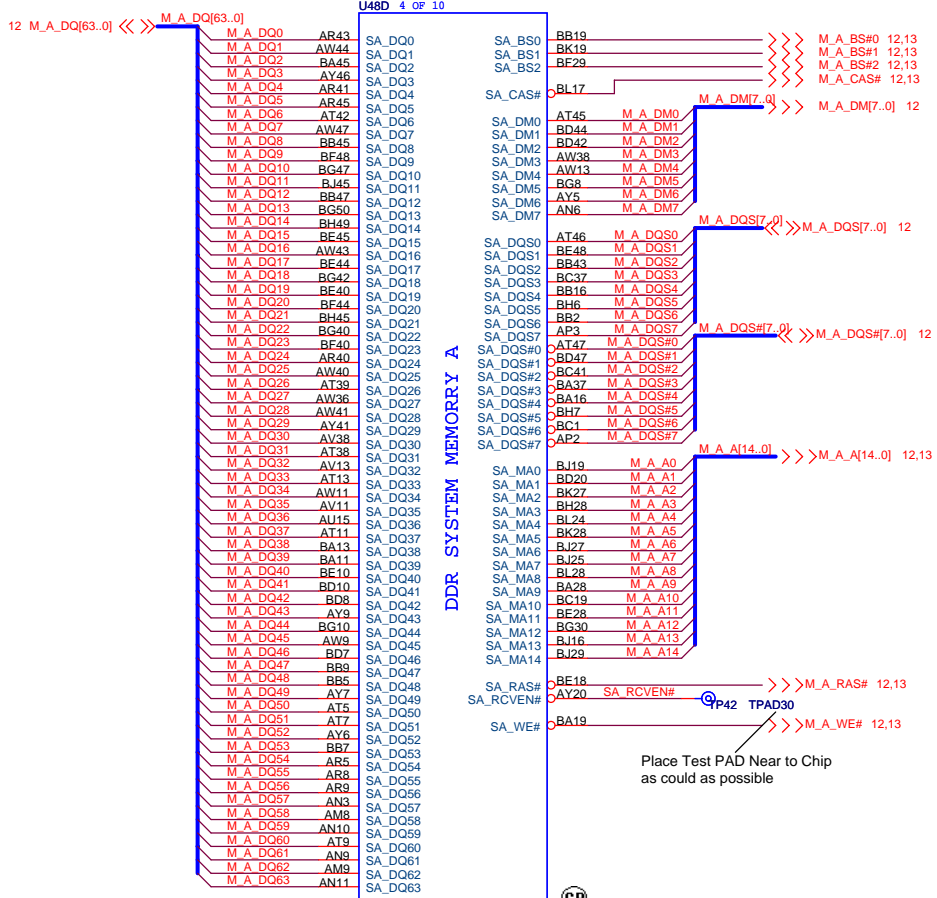 U48D 4 OF 10
12 M_A_DQ[63..0] M_A_DQ[63..0]
M_A_DQ0 AR43 SA_DQ0
M_A_DQ1 AW44 SA_DQ1
M_A_DQ2 BA45 SA_DQ2
M_A_DQ3 AY46 SA_DQ3
M_A_DQ4 AR41 SA_DQ4
M_A_DQ5 AR45 SA_DQ5
M_A_DQ6 AT42 SA_DQ6
M_A_DQ7 AW47 SA_DQ7
M_A_DQ8 BB45 SA_DQ8
M_A_DQ9 BF48 SA_DQ9
M_A_DQ10 BG47 SA_DQ10
M_A_DQ11 BJ45 SA_DQ11
M_A_DQ12 BB47 SA_DQ12
M_A_DQ13 BG50 SA_DQ13
M_A_DQ14 BH49 SA_DQ14
M_A_DQ15 BE45 SA_DQ15
M_A_DQ16 AW43 SA_DQ16
M_A_DQ17 BE44 SA_DQ17
M_A_DQ18 BG42 SA_DQ18
M_A_DQ19 BE40 SA_DQ19
M_A_DQ20 BF44 SA_DQ20
M_A_DQ21 BH45 SA_DQ21
M_A_DQ22 BG40 SA_DQ22
M_A_DQ23 BF40 SA_DQ23
M_A_DQ24 AR40 SA_DQ24
M_A_DQ25 AW40 SA_DQ25
M_A_DQ26 AT39 SA_DQ26
M_A_DQ27 AW36 SA_DQ27
M_A_DQ28 AW41 SA_DQ28
M_A_DQ29 AY41 SA_DQ29
M_A_DQ30 AV38 SA_DQ30
M_A_DQ31 AT38 SA_DQ31
M_A_DQ32 AV13 SA_DQ32
M_A_DQ33 AT13 SA_DQ33
M_A_DQ34 AW11 SA_DQ34
M_A_DQ35 AV11 SA_DQ35
M_A_DQ36 AU15 SA_DQ36
M_A_DQ37 AT11 SA_DQ37
M_A_DQ38 BA13 SA_DQ38
M_A_DQ39 BA11 SA_DQ39
M_A_DQ40 BE10 SA_DQ40
M_A_DQ41 BD10 SA_DQ41
M_A_DQ42 BD8 SA_DQ42
M_A_DQ43 AY9 SA_DQ43
M_A_DQ44 BG10 SA_DQ44
M_A_DQ45 AW9 SA_DQ45
M_A_DQ46 BD7 SA_DQ46
M_A_DQ47 BB9 SA_DQ47
M_A_DQ48 BB5 SA_DQ48
M_A_DQ49 AY7 SA_DQ49
M_A_DQ50 AT5 SA_DQ50
M_A_DQ51 AT7 SA_DQ51
M_A_DQ52 AY6 SA_DQ52
M_A_DQ53 BB7 SA_DQ53
M_A_DQ54 AR5 SA_DQ54
M_A_DQ55 AR8 SA_DQ55
M_A_DQ56 AR9 SA_DQ56
M_A_DQ57 AN3 SA_DQ57
M_A_DQ58 AM8 SA_DQ58
M_A_DQ59 AN10 SA_DQ59
M_A_DQ60 AT9 SA_DQ60
M_A_DQ61 AN9 SA_DQ61
M_A_DQ62 AM9 SA_DQ62
M_A_DQ63 AN11 SA_DQ63
DDR SYSTEM MEMORRY A
SA_BS0 BB19 M_A_BS#0 12,13
SA_BS1 BK19 M_A_BS#1 12,13
SA_BS2 BF29 M_A_BS#2 12,13
SA_CAS# BL17 M_A_CAS# 12,13
M_A_DM[7..0] M_A_DM[7..0] 12
SA_DM0 AT45 M_A_DM0
SA_DM1 BD44 M_A_DM1
SA_DM2 BD42 M_A_DM2
SA_DM3 AW38 M_A_DM3
SA_DM4 AW13 M_A_DM4
SA_DM5 BG8 M_A_DM5
SA_DM6 AY5 M_A_DM6
SA_DM7 AN6 M_A_DM7
M_A_DQS[7..0] M_A_DQS[7..0] 12
SA_DQS0 AT46 M_A_DQS0
SA_DQS1 BE48 M_A_DQS1
SA_DQS2 BB43 M_A_DQS2
SA_DQS3 BC37 M_A_DQS3
SA_DQS4 BB16 M_A_DQS4
SA_DQS5 BH6 M_A_DQS5
SA_DQS6 BB2 M_A_DQS6
SA_DQS7 AP3 M_A_DQS7
M_A_DQS#[7..0] M_A_DQS#[7..0] 12
SA_DQS#0 AT47 M_A_DQS#0
SA_DQS#1 BD47 M_A_DQS#1
SA_DQS#2 BC41 M_A_DQS#2
SA_DQS#3 BA37 M_A_DQS#3
SA_DQS#4 BA16 M_A_DQS#4
SA_DQS#5 BH7 M_A_DQS#5
SA_DQS#6 BC1 M_A_DQS#6
SA_DQS#7 AP2 M_A_DQS#7
M_A_A[14..0] M_A_A[14..0] 12,13
SA_MA0 BJ19 M_A_A0
SA_MA1 BD20 M_A_A1
SA_MA2 BK27 M_A_A2
SA_MA3 BH28 M_A_A3
SA_MA4 BL24 M_A_A4
SA_MA5 BK28 M_A_A5
SA_MA6 BJ27 M_A_A6
SA_MA7 BJ25 M_A_A7
SA_MA8 BL28 M_A_A8
SA_MA9 BA28 M_A_A9
SA_MA10 BC19 M_A_A10
SA_MA11 BE28 M_A_A11
SA_MA12 BG30 M_A_A12
SA_MA13 BJ16 M_A_A13
SA_MA14 BJ29 M_A_A14
SA_RAS# BE18 M_A_RAS# 12,13
SA_RCVEN# AY20 SA_RCVEN# TP42 TPAD30
SA_WE# BA19 M_A_WE# 12,13
Place Test PAD Near to Chip
as could as possible